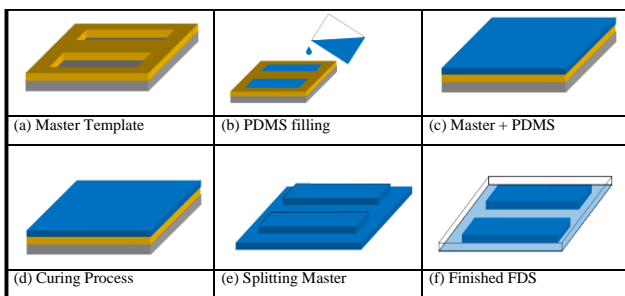 (a) Master Template
(b) PDMS filling
(c) Master + PDMS
(d) Curing Process
(e) Splitting Master
(f) Finished FDS